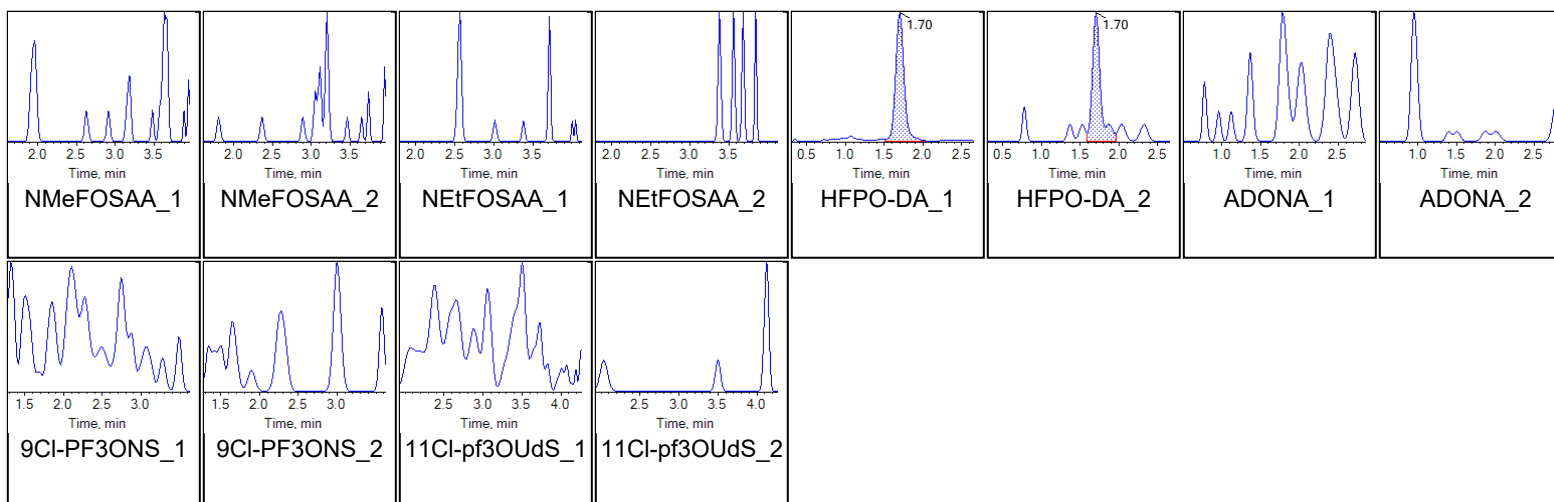 1.70 1.70
2.0 2.5 3.0 3.5 2.0 2.5 3.0 3.5 2.0 2.5 3.0 3.5 2.0 2.5 3.0 3.5 0.5 1.0 1.5 2.0 2.5 0.5 1.0 1.5 2.0 2.5 1.0 1.5 2.0 2.5 1.0 1.5 2.0 2.5
Time, min Time, min Time, min Time, min Time, min Time, min Time, min Time, min
NMeFOSAA_1 NMeFOSAA_2 NEtFOSAA_1 NEtFOSAA_2 HFPO-DA_1 HFPO-DA_2 ADONA_1 ADONA_2
1.5 2.0 2.5 3.0 1.5 2.0 2.5 3.0 2.5 3.0 3.5 4.0 2.5 3.0 3.5 4.0
Time, min Time, min Time, min Time, min
9Cl-PF3ONS_1 9Cl-PF3ONS_2 11Cl-pf3OUdS_1 11Cl-pf3OUdS_2